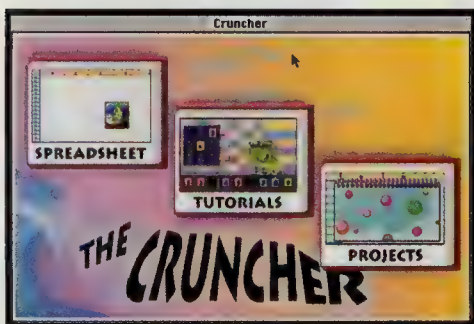 Cruncher
SPREADSHEET
TUTORIALS
PROJECTS
THE CRUNCHER